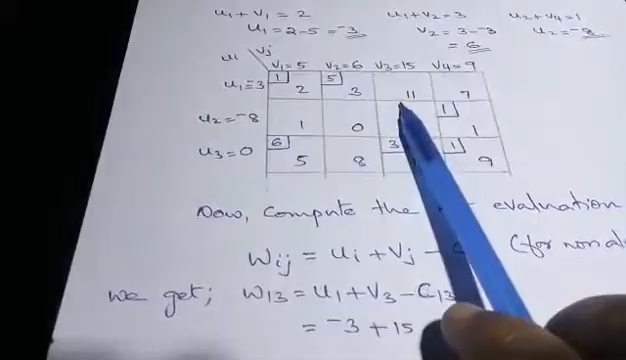 u₁+v₁ = 2 u₁+v₂ = 3 u₂+v₄ = 1
u₁ = 2-5 = -3 v₂ = 3--3 u₂ = -8
= 6
ui vj v₁=5 v₂=6 v₃=15 v₄=9
u₁=-3 1 2 5 3 11 7
u₂=-8 1 0 1 1
u₃=0 6 5 8 3 1 9
Now, compute the evaluation
Wij = ui + vj - (for non
we get; W13 = u₁ + v₃ - C13
= -3 + 15